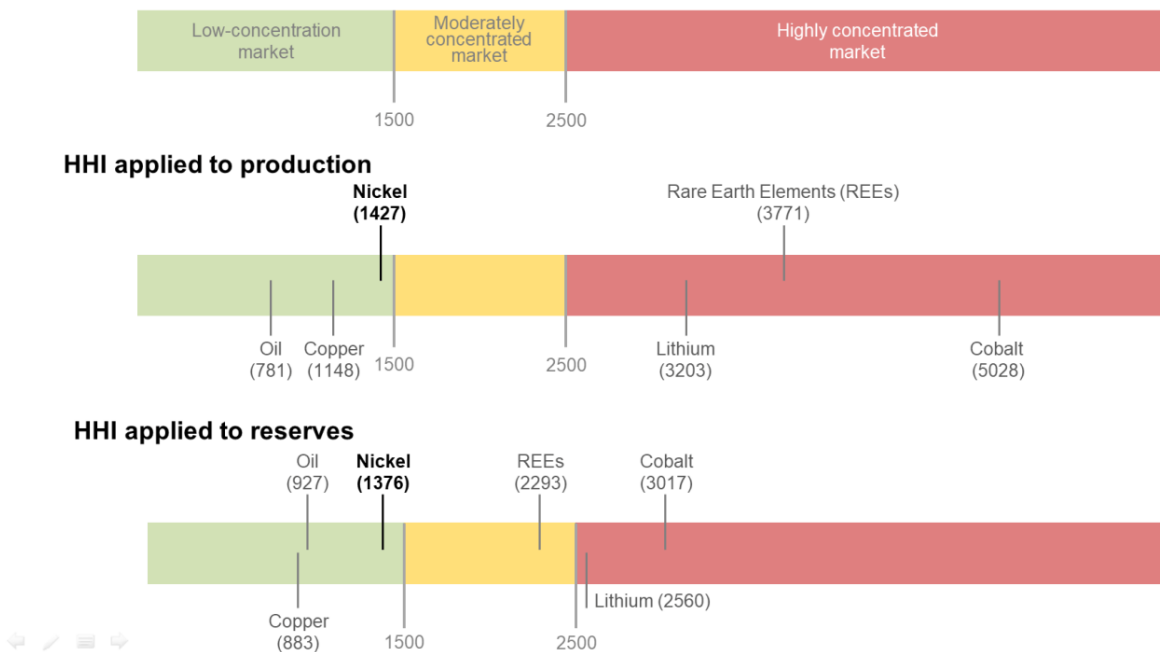 Low-concentration
market
Moderately
concentrated
market
Highly concentrated
market
1500
2500
HHI applied to production
Nickel
(1427)
Rare Earth Elements (REEs)
(3771)
Oil
(781)
Copper
(1148)
1500
2500
Lithium
(3203)
Cobalt
(5028)
HHI applied to reserves
Oil
(927)
Nickel
(1376)
REEs
(2293)
Cobalt
(3017)
Copper
(883)
1500
2500
Lithium (2560)